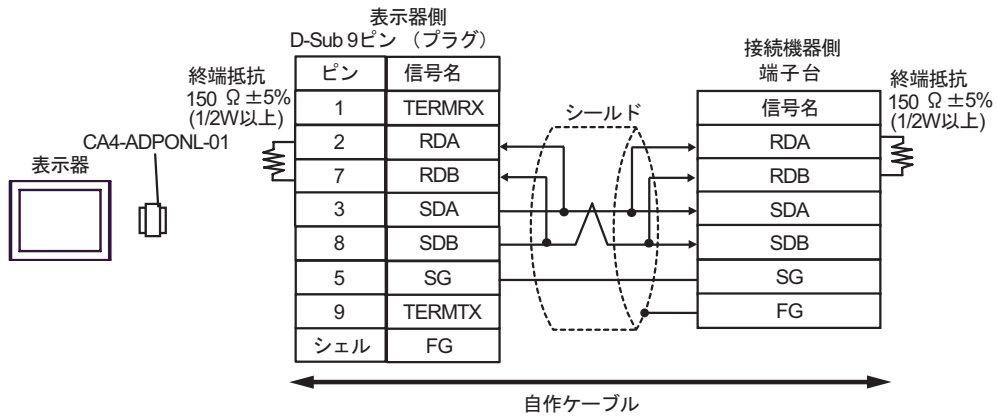 表示器側
D-Sub 9ピン （プラグ）
接続機器側
端子台
終端抵抗
150 Ω ±5%
(1/2W以上)
CA4-ADPONL-01
表示器
ピン 信号名
1 TERMRX
2 RDA
7 RDB
3 SDA
8 SDB
5 SG
9 TERMTX
シェル FG
シールド
信号名
RDA
RDB
SDA
SDB
SG
FG
終端抵抗
150 Ω ±5%
(1/2W以上)
自作ケーブル